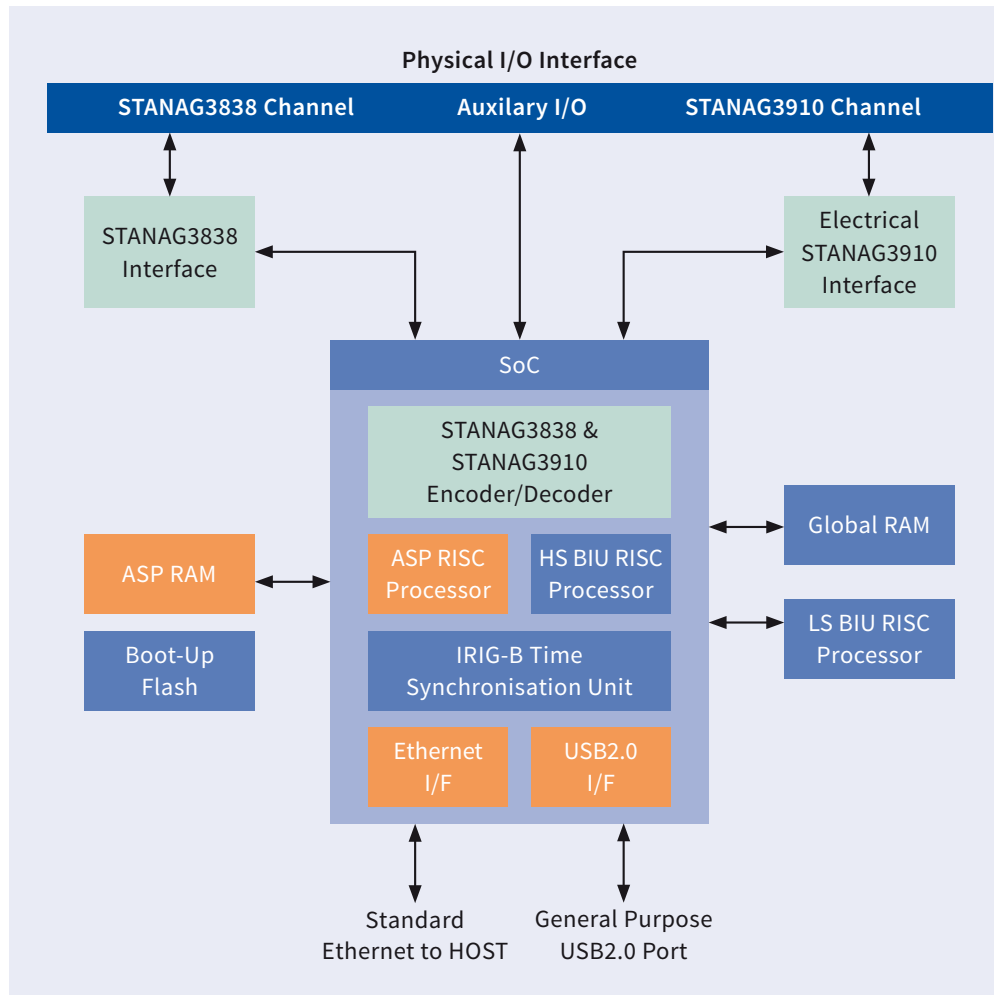 Physical I/O Interface
STANAG3838 Channel
Auxilary I/O
STANAG3910 Channel
STANAG3838
Interface
Electrical
STANAG3910
Interface
SoC
STANAG3838 &
STANAG3910
Encoder/Decoder
ASP RISC
Processor
HS BIU RISC
Processor
IRIG-B Time
Synchronisation Unit
Ethernet
I/F
USB2.0
I/F
ASP RAM
Boot-Up
Flash
Global RAM
LS BIU RISC
Processor
Standard
Ethernet to HOST
General Purpose
USB2.0 Port